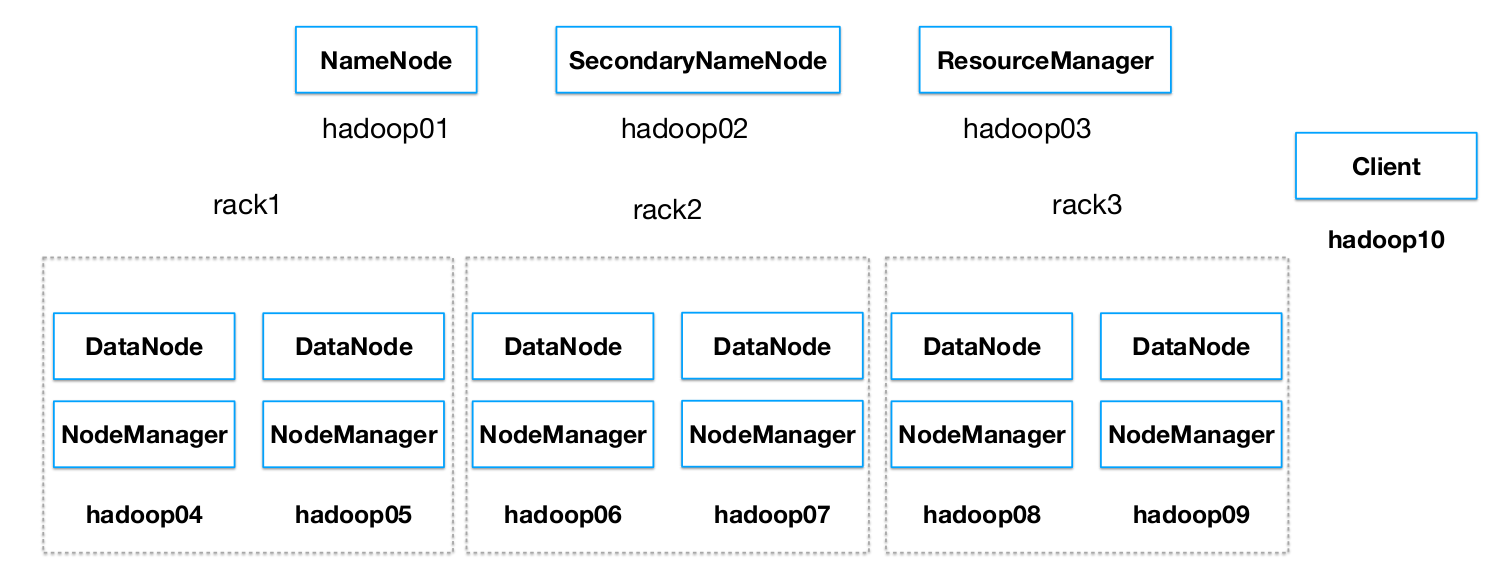 NameNode
SecondaryNameNode
ResourceManager
hadoop01
hadoop02
hadoop03
Client
hadoop10
rack1
rack2
rack3
DataNode
DataNode
DataNode
DataNode
DataNode
DataNode
NodeManager
NodeManager
NodeManager
NodeManager
NodeManager
NodeManager
hadoop04
hadoop05
hadoop06
hadoop07
hadoop08
hadoop09